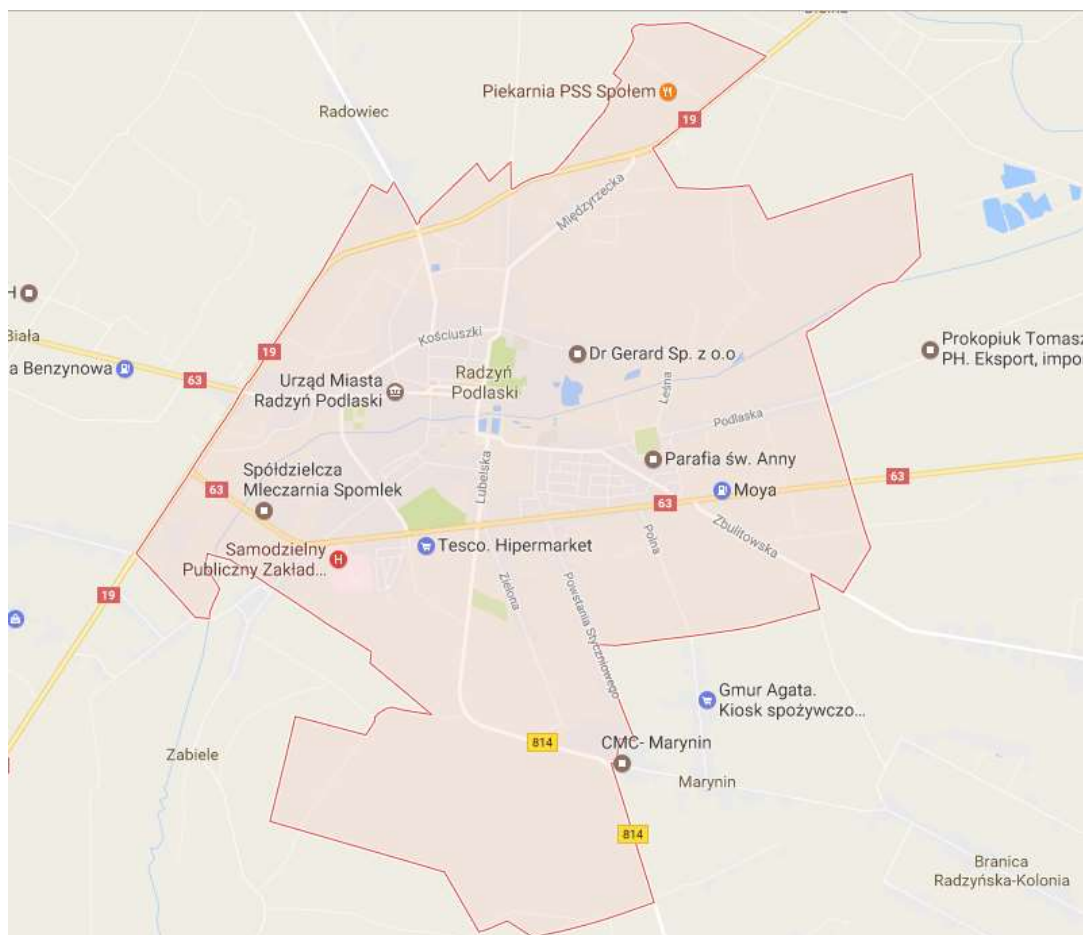 Piekarnia PSS Społem
Radowiec
19
Międzyrzecka
H
Biała
a Benzynowa
19
63
Kościuszki
Dr Gerard Sp. z o.o
Prokopiuk Tomasz
PH. Eksport, impo
Urząd Miasta
Radzyń Podlaski
Radzyń
Podlaski
Leśna
Podlaska
Spółdzielcza
Mleczarnia Spomlek
Lubelska
Parafia św. Anny
63
Moya
63
63
Zbulitowska
Tesco. Hipermarket
Polna
Samodzielny
Publiczny Zakład...
H
19
Zielona
Powstania Styczniowego
Gmur Agata.
Kiosk spożywczo...
814
CMC- Marynin
Zabiele
Marynin
814
Branica
Radzyńska-Kolonia